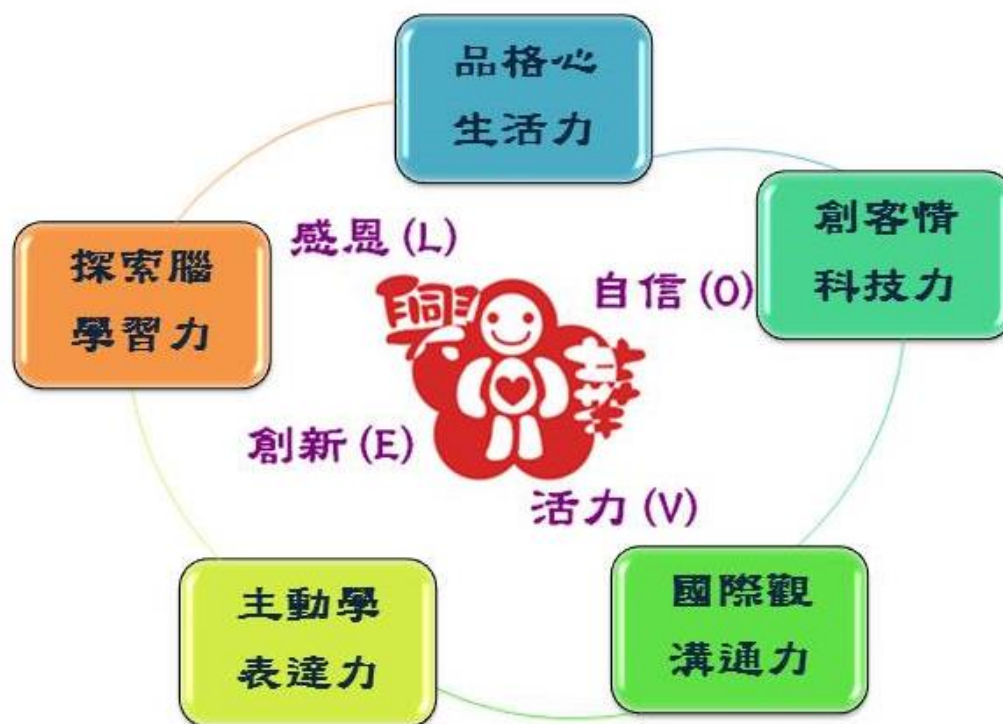 品格心
生活力
創客情
科技力
國際觀
溝通力
主動學
表達力
探索腦
學習力
感恩(L)
自信(O)
活力(V)
創新(E)
興華